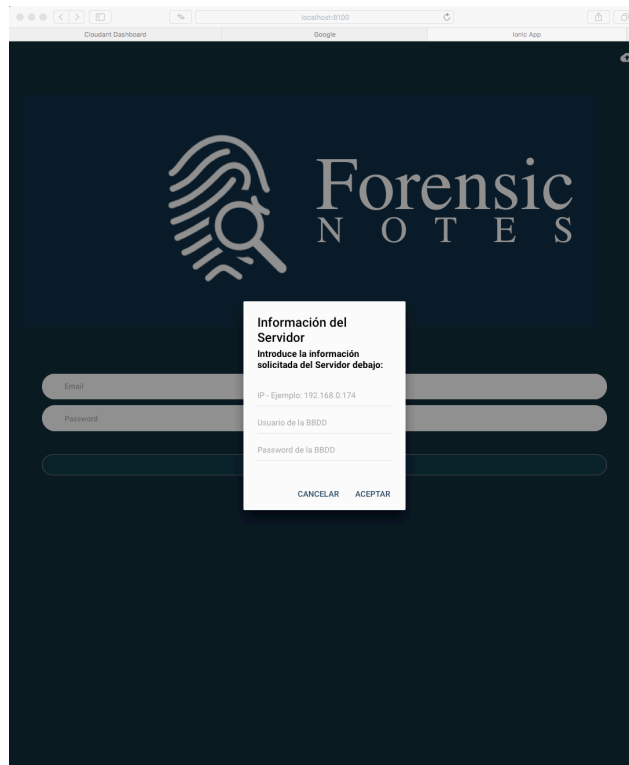 localhost:8100
Cloudant Dashboard
Google
Ionic App
Forensic
NOTES
Información del
Servidor
Introduce la información
solicitada del Servidor debajo:
IP - Ejemplo: 192.168.0.174
Usuario de la BBDD
Password de la BBDD
CANCELAR
ACEPTAR
Email
Password